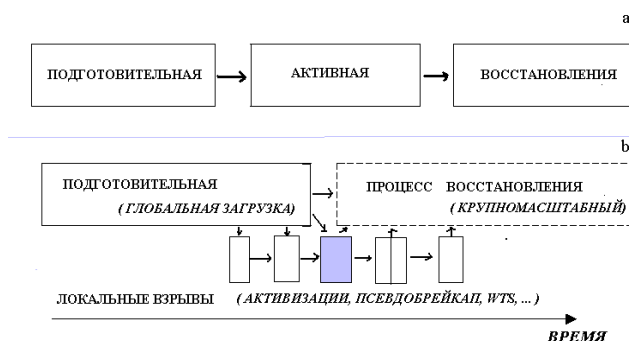 a
ПОДГОТОВИТЕЛЬНАЯ АКТИВНАЯ ВОССТАНОВЛЕНИЯ
b
ПОДГОТОВИТЕЛЬНАЯ ПРОЦЕСС ВОССТАНОВЛЕНИЯ
( ГЛОБАЛЬНАЯ ЗАГРУЗКА) ( КРУПНОМАСШТАБНЫЙ)
ЛОКАЛЬНЫЕ ВЗРЫВЫ ( АКТИВИЗАЦИИ, ПСЕВДОБРЕЙКАП, WTS, ... )
ВРЕМЯ